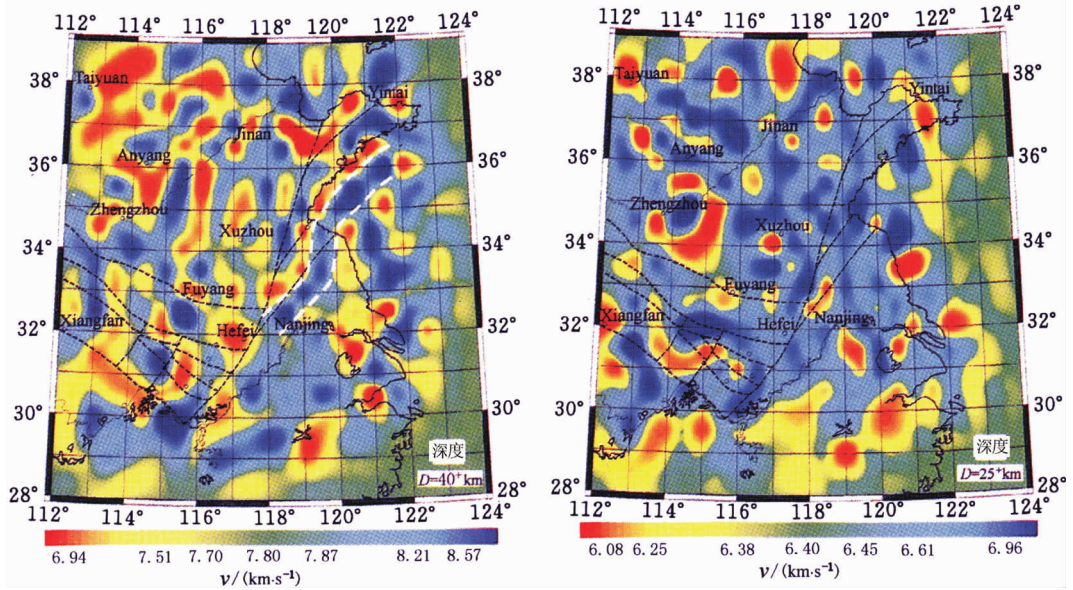 112° 114° 116° 118° 120° 122° 124°
38°
36°
34°
32°
30°
28°
38°
36°
34°
32°
30°
28°
Taiyuan
Yintai
Jinan
Anyang
Zhengzhou
Xuzhou
Fuyang
Xiangfan
Hefei
Nanjing
深度
D=40⁺km
112° 114° 116° 118° 120° 122°
6.94 7.51 7.70 7.80 7.87 8.21 8.57
v/(km·s⁻¹)
112° 114° 116° 118° 120° 122° 124°
38°
36°
34°
32°
30°
28°
38°
36°
34°
32°
30°
28°
Taiyuan
Yintai
Jinan
Anyang
Zhengzhou
Xuzhou
Fuyang
Xiangfan
Hefei
Nanjing
深度
D=25⁺km
112° 114° 116° 118° 120° 122° 124°
6.08 6.25 6.38 6.40 6.45 6.61 6.96
v/(km·s⁻¹)